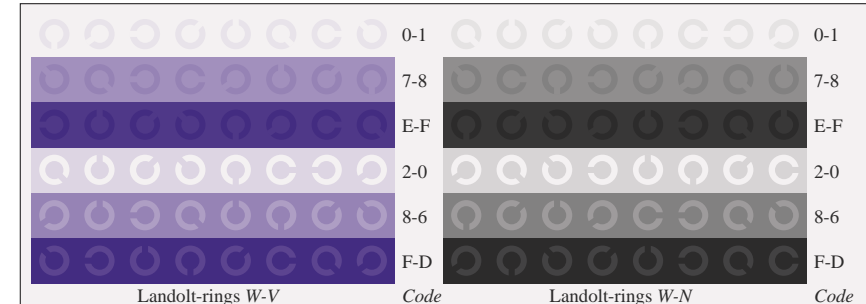 0-1 0-1
7-8 7-8
E-F E-F
2-0 2-0
8-6 8-6
F-D F-D
Landolt-rings W-V Code Landolt-rings W-N Code